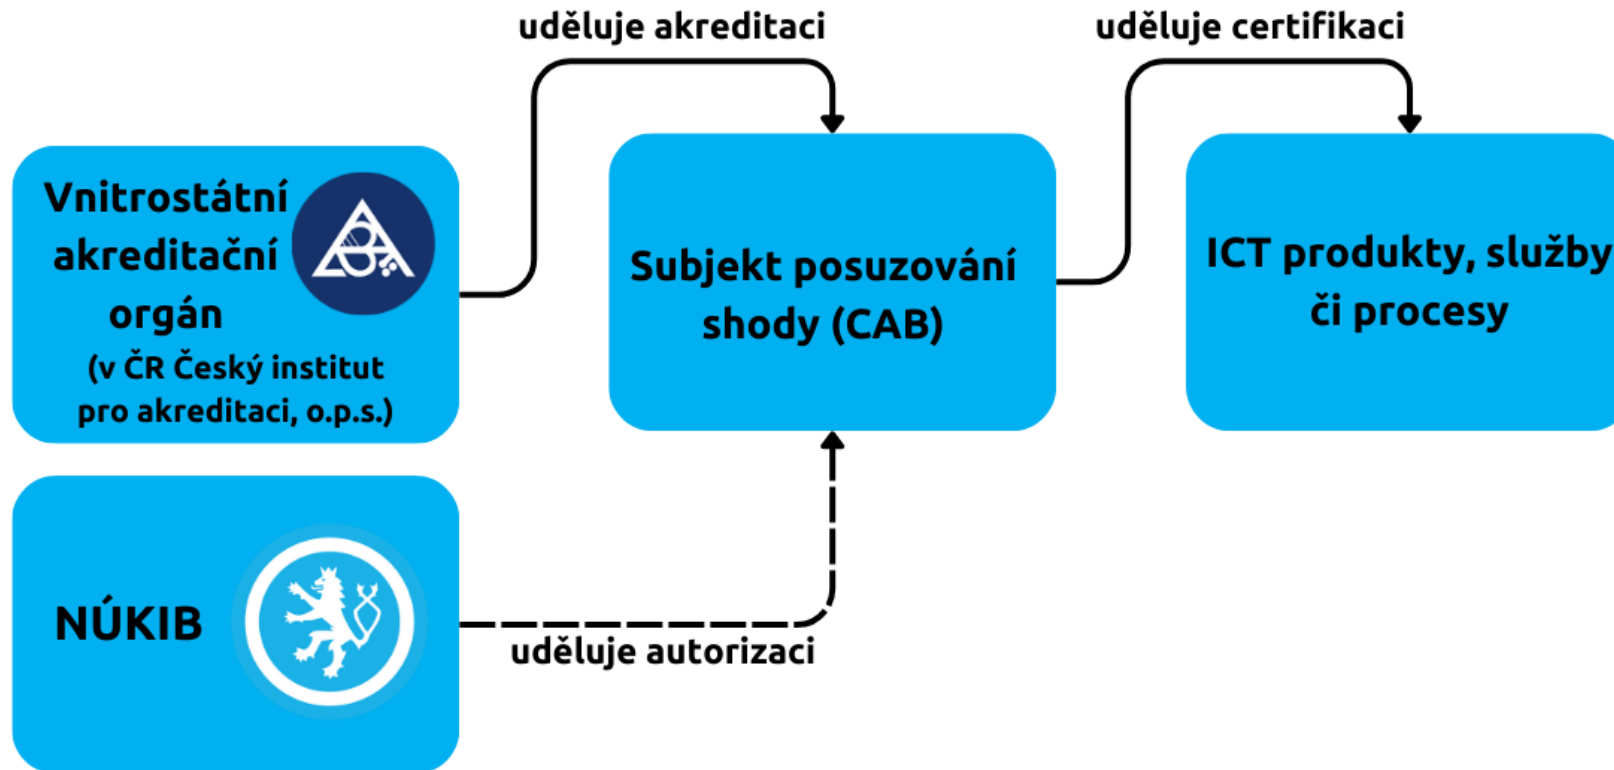 uděluje akreditaci
uděluje certifikaci
Vnitrostátní
akreditační
orgán
(v ČR Český institut
pro akreditaci, o.p.s.)
Subjekt posuzování
shody (CAB)
ICT produkty, služby
či procesy
NÚKIB
uděluje autorizaci